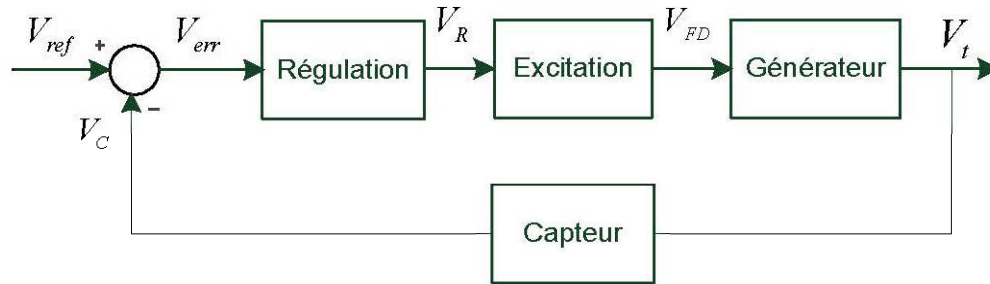 V_ref
+
V_err
Régulation
V_R
Excitation
V_FD
Générateur
V_t
−
V_C
Capteur